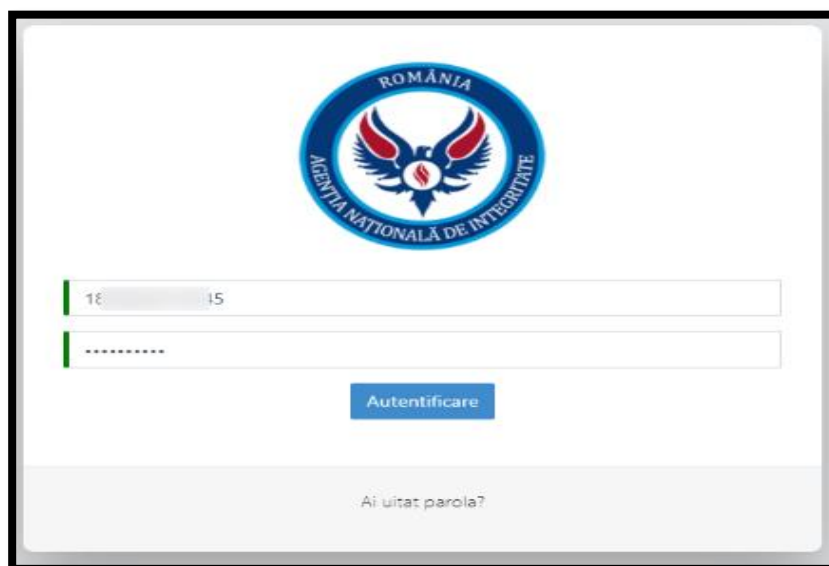 ROMÂNIA
AGENȚIA NAȚIONALĂ DE INTEGRITATE
••••••••••
Autentificare
Ai uitat parola?